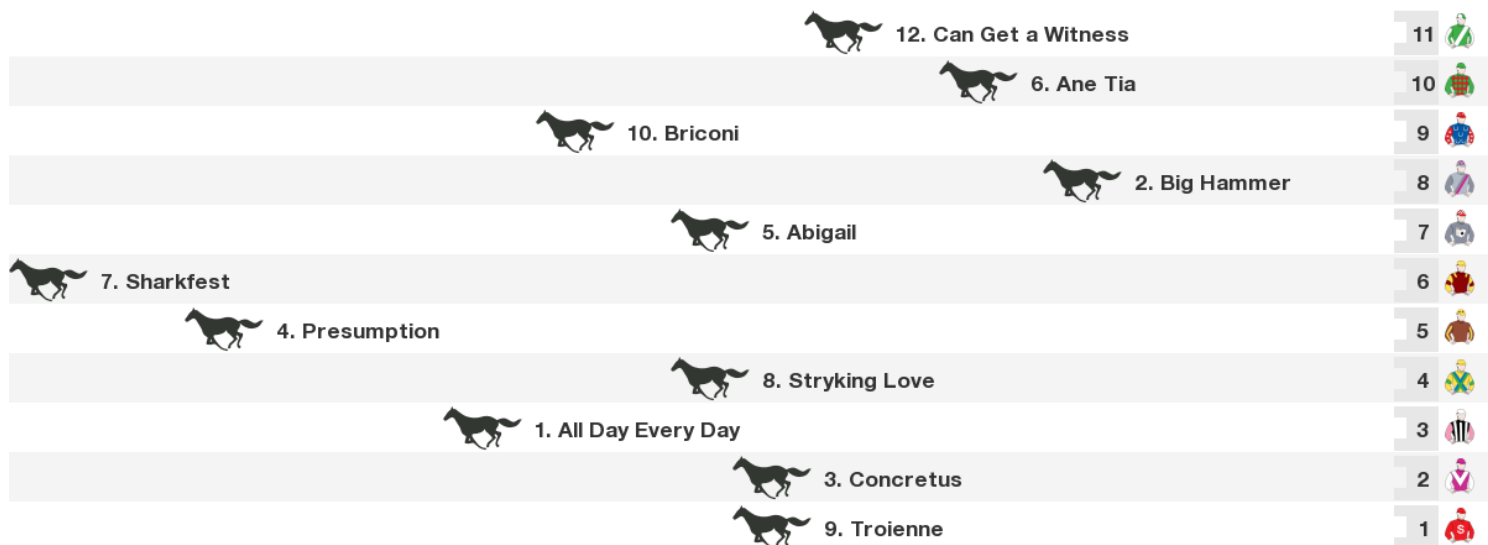 12. Can Get a Witness 11
6. Ane Tia 10
10. Briconi 9
2. Big Hammer 8
5. Abigail 7
7. Sharkfest 6
4. Presumption 5
8. Stryking Love 4
1. All Day Every Day 3
3. Concretus 2
9. Troienne 1 S